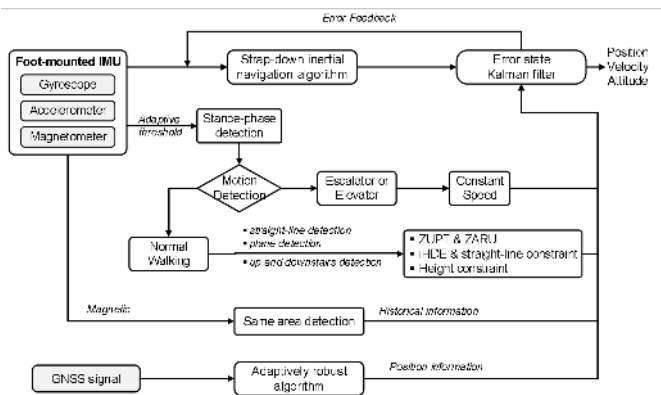 Error Feedback
Foot-mounted IMU
Gyroscope
Accelerometer
Magnetometer
Strap-down inertial
navigation algorithm
Error state
Kalman filter
Position
Velocity
Attitude
Adaptive
threshold
Stance-phase
detection
Motion
Detection
Escalator or
Elevator
Constant
Speed
Normal
Walking
▪ straight-line detection
▪ plane detection
▪ up and downstairs detection
▪ ZUPT & ZARU
▪ iHDE & straight-line constraint
▪ Height constraint
Magnetic
Same area detection
Historical information
GNSS signal
Adaptively robust
algorithm
Position information